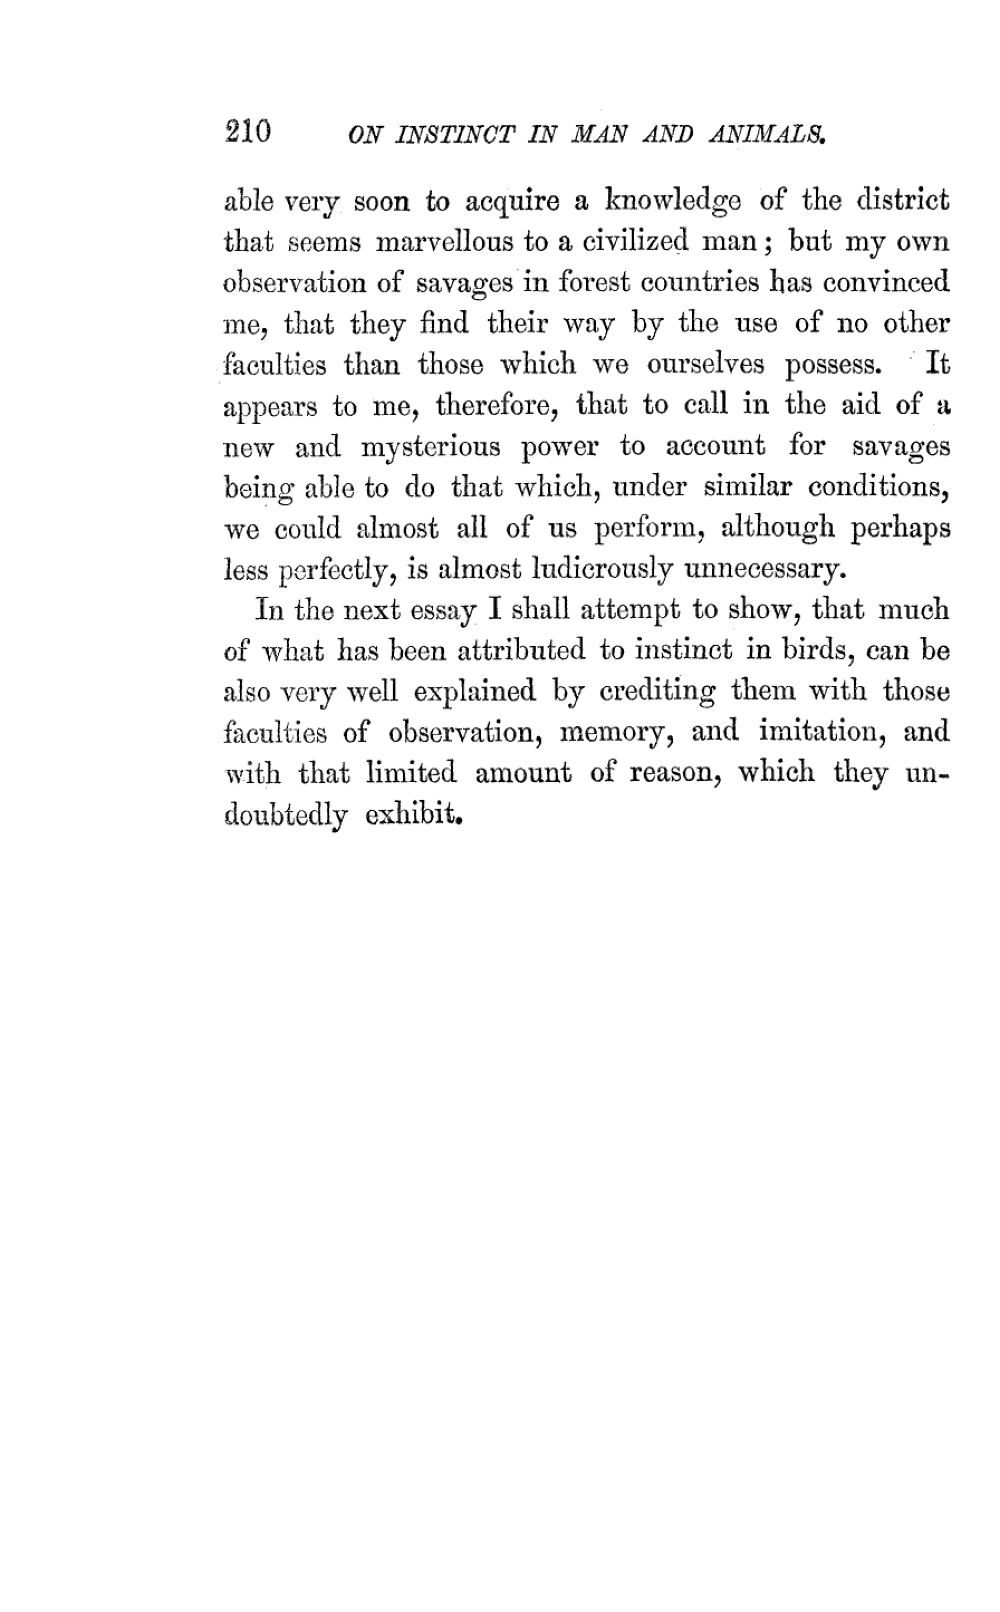 210 ON INSTINCT IN MAN AND ANIMALS.
able very soon to acquire a knowledge of the district
that seems marvellous to a civilized man; but my own
observation of savages in forest countries has convinced
me, that they find their way by the use of no other
faculties than those which we ourselves possess. It
appears to me, therefore, that to call in the aid of a
new and mysterious power to account for savages
being able to do that which, under similar conditions,
we could almost all of us perform, although perhaps
less perfectly, is almost ludicrously unnecessary.
In the next essay I shall attempt to show, that much
of what has been attributed to instinct in birds, can be
also very well explained by crediting them with those
faculties of observation, memory, and imitation, and
with that limited amount of reason, which they un-
doubtedly exhibit.